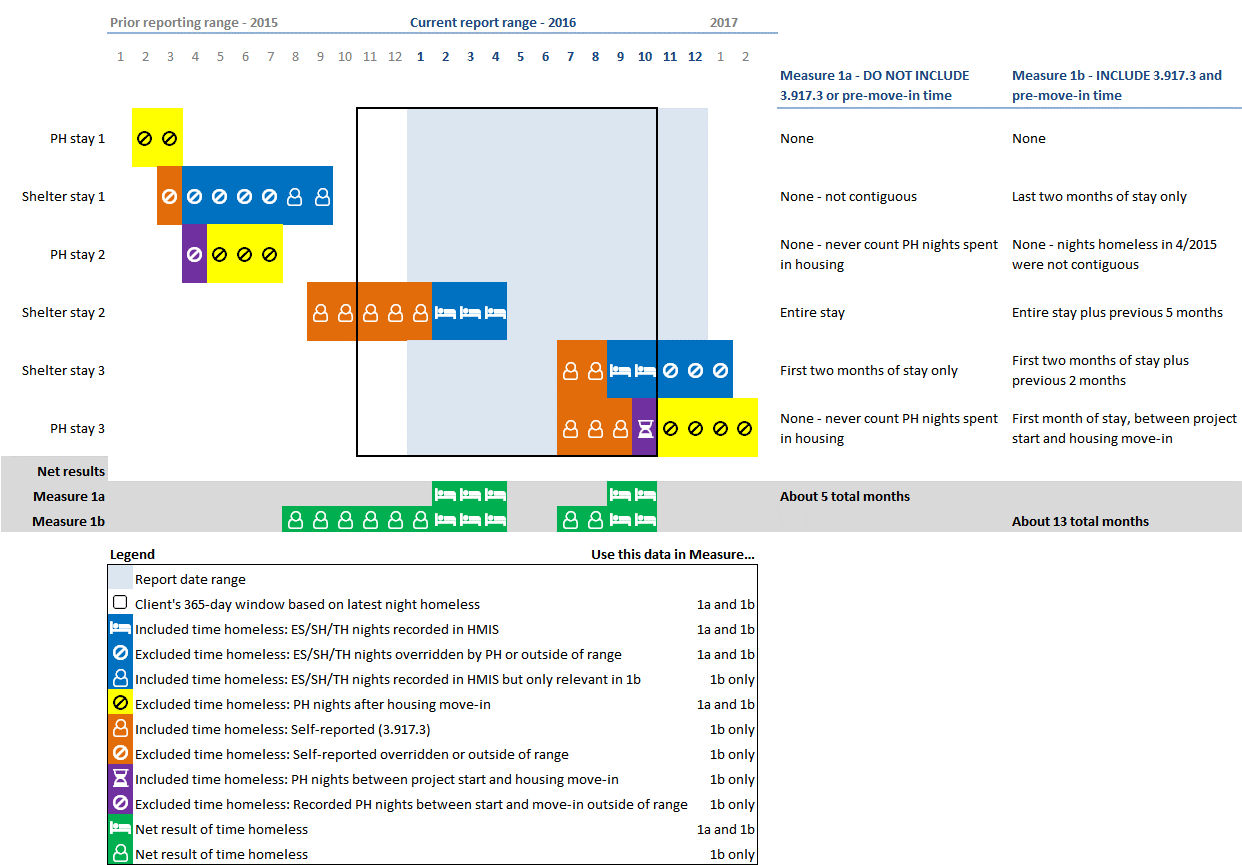 Prior reporting range - 2015 Current report range - 2016 2017
1 2 3 4 5 6 7 8 9 10 11 12 1 2 3 4 5 6 7 8 9 10 11 12 1 2
Measure 1a - DO NOT INCLUDE
3.917.3 or pre-move-in time
Measure 1b - INCLUDE 3.917.3 and
pre-move-in time
PH stay 1
None
None
Shelter stay 1
None - not contiguous
Last two months of stay only
PH stay 2
None - never count PH nights spent
in housing
None - nights homeless in 4/2015
were not contiguous
Shelter stay 2
Entire stay
Entire stay plus previous 5 months
Shelter stay 3
First two months of stay only
First two months of stay plus
previous 2 months
PH stay 3
None - never count PH nights spent
in housing
First month of stay, between project
start and housing move-in
Net results
Measure 1a
About 5 total months
Measure 1b
About 13 total months
Legend Use this data in Measure...
Report date range
Client's 365-day window based on latest night homeless 1a and 1b
Included time homeless: ES/SH/TH nights recorded in HMIS 1a and 1b
Excluded time homeless: ES/SH/TH nights overridden by PH or outside of range 1a and 1b
Included time homeless: ES/SH/TH nights recorded in HMIS but only relevant in 1b 1b only
Excluded time homeless: PH nights after housing move-in 1a and 1b
Included time homeless: Self-reported (3.917.3) 1b only
Excluded time homeless: Self-reported overridden or outside of range 1b only
Included time homeless: PH nights between project start and housing move-in 1b only
Excluded time homeless: Recorded PH nights between start and move-in outside of range 1b only
Net result of time homeless 1a and 1b
Net result of time homeless 1b only